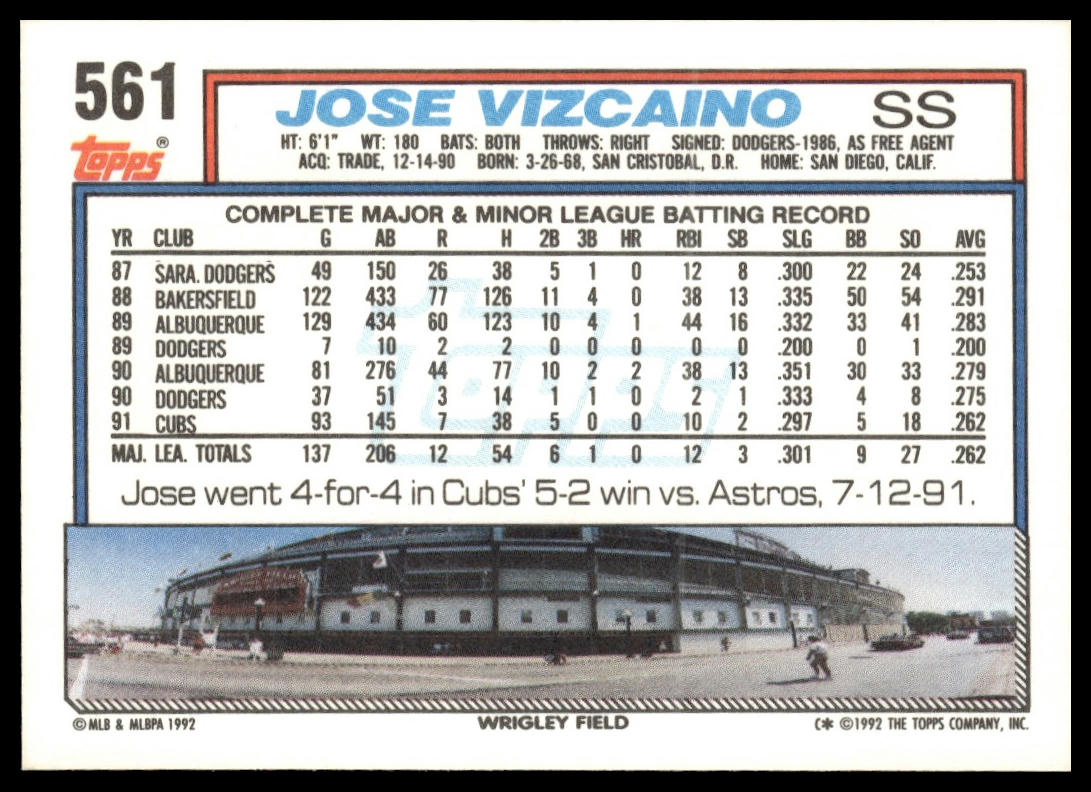 561
JOSE VIZCAINO SS
topps®
HT: 6'1" WT: 180 BATS: BOTH THROWS: RIGHT SIGNED: DODGERS-1986, AS FREE AGENT
ACQ: TRADE, 12-14-90 BORN: 3-26-68, SAN CRISTOBAL, D.R. HOME: SAN DIEGO, CALIF.
COMPLETE MAJOR & MINOR LEAGUE BATTING RECORD
YR CLUB G AB R H 2B 3B HR RBI SB SLG BB SO AVG
87 SARA. DODGERS 49 150 26 38 5 1 0 12 8 .300 22 24 .253
88 BAKERSFIELD 122 433 77 126 11 4 0 38 13 .335 50 54 .291
89 ALBUQUERQUE 129 434 60 123 10 4 1 44 16 .332 33 41 .283
89 DODGERS 7 10 2 2 0 0 0 0 0 .200 0 1 .200
90 ALBUQUERQUE 81 276 44 77 10 2 2 38 13 .351 30 33 .279
90 DODGERS 37 51 3 14 1 1 0 2 1 .333 4 8 .275
91 CUBS 93 145 7 38 5 0 0 10 2 .297 5 18 .262
MAJ. LEA. TOTALS 137 206 12 54 6 1 0 12 3 .301 9 27 .262
Topps
Jose went 4-for-4 in Cubs' 5-2 win vs. Astros, 7-12-91.
©MLB & MLBPA 1992 WRIGLEY FIELD C* ©1992 THE TOPPS COMPANY, INC.